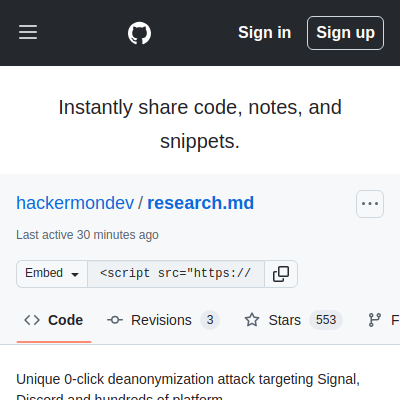 Sign in
Sign up
Instantly share code, notes, and
snippets.
hackermondev / research.md
Last active 30 minutes ago
Embed
<script src="https://
Code
Revisions 3
Stars 553
F
Unique 0-click deanonymization attack targeting Signal,
Discord and hundreds of platform